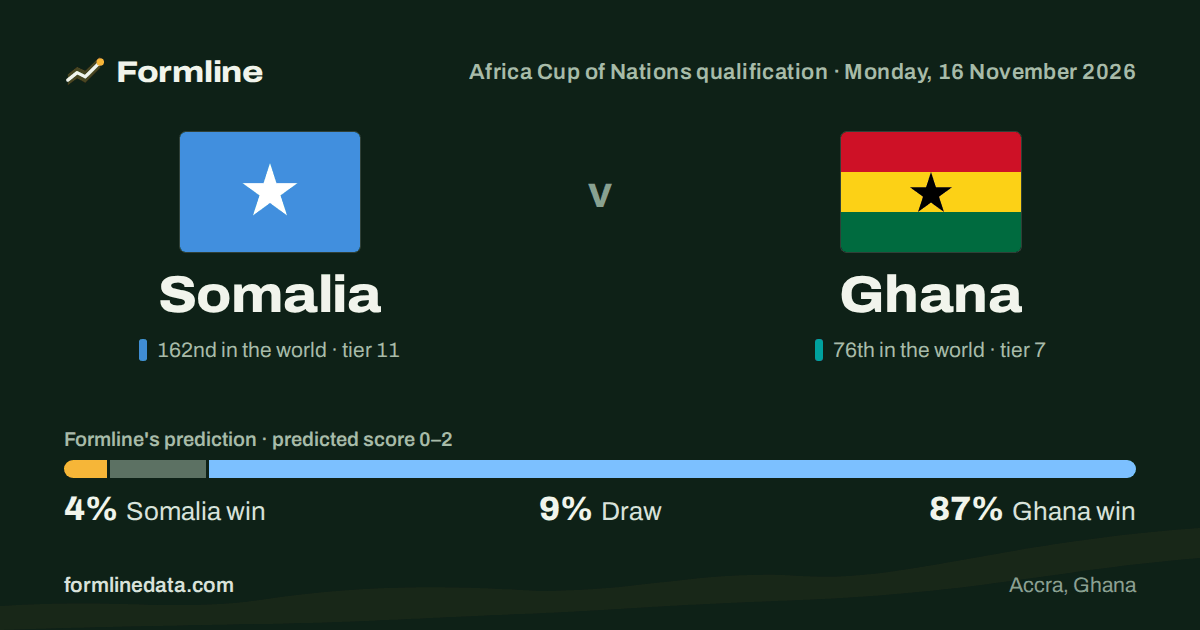 Formline
Africa Cup of Nations qualification · Monday, 16 November 2026
v
Somalia
162nd in the world · tier 11
Ghana
76th in the world · tier 7
Formline's prediction · predicted score 0–2
4% Somalia win
9% Draw
87% Ghana win
formlinedata.com
Accra, Ghana